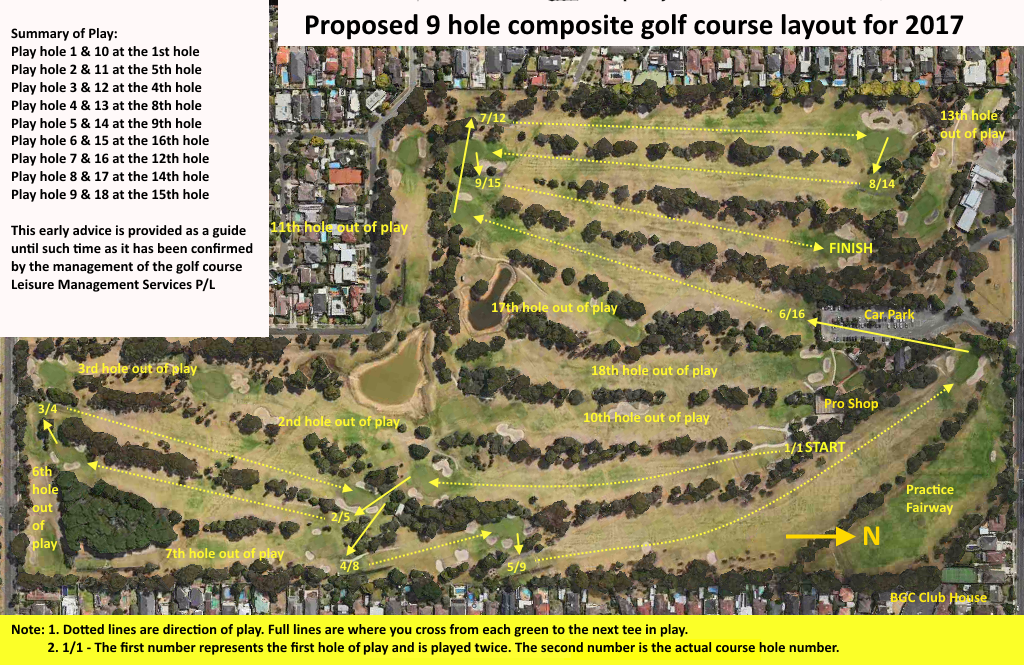 Proposed 9 hole composite golf course layout for 2017
Summary of Play:
Play hole 1 & 10 at the 1st hole
Play hole 2 & 11 at the 5th hole
Play hole 3 & 12 at the 4th hole
Play hole 4 & 13 at the 8th hole
Play hole 5 & 14 at the 9th hole
Play hole 6 & 15 at the 16th hole
Play hole 7 & 16 at the 12th hole
Play hole 8 & 17 at the 14th hole
Play hole 9 & 18 at the 15th hole
This early advice is provided as a guide
until such time as it has been confirmed
by the management of the golf course
Leisure Management Services P/L
7/12
13th hole
out of play
9/15
8/14
11th hole out of play
FINISH
17th hole out of play
6/16
Car Park
3rd hole out of play
18th hole out of play
3/4
2nd hole out of play
10th hole out of play
Pro Shop
1/1 START
6th
hole
out
of
play
2/5
Practice
Fairway
N
7th hole out of play
4/8
5/9
BGC Club House
Note: 1. Dotted lines are direction of play. Full lines are where you cross from each green to the next tee in play.
2. 1/1 - The first number represents the first hole of play and is played twice. The second number is the actual course hole number.